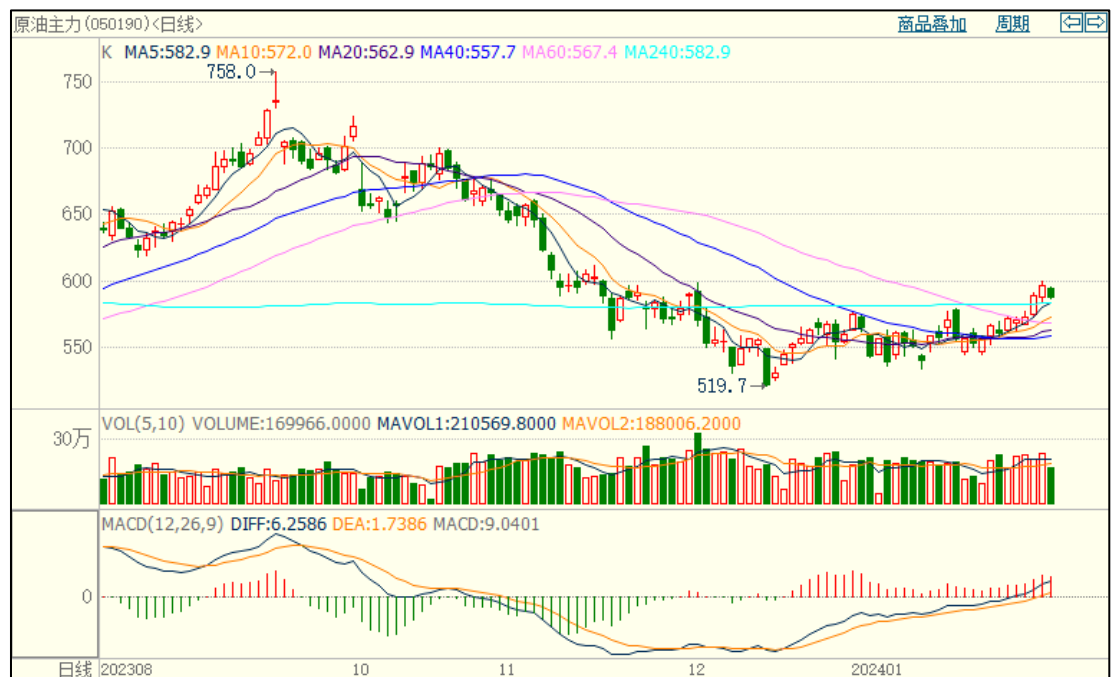 原油主力(050190)<日线> 商品叠加 周期
K MA5:582.9 MA10:572.0 MA20:562.9 MA40:557.7 MA60:567.4 MA240:582.9
758.0
750
700
650
600
550
519.7
VOL(5,10) VOLUME:169966.0000 MAVOL1:210569.8000 MAVOL2:188006.2000
30万
MACD(12,26,9) DIFF:6.2586 DEA:1.7386 MACD:9.0401
0
日线 202308 10 11 12 202401